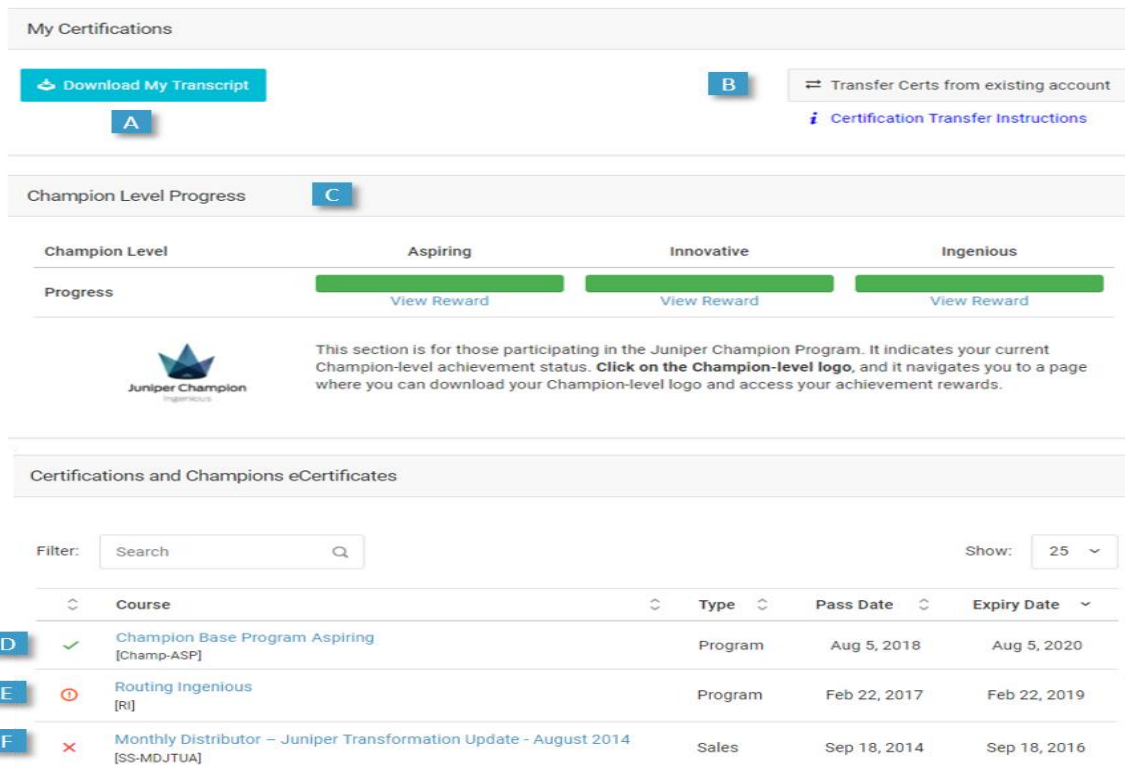 My Certifications
Download My Transcript
A
B
Transfer Certs from existing account
i Certification Transfer Instructions
Champion Level Progress
C
Champion Level Aspiring Innovative Ingenious
Progress
View Reward View Reward View Reward
Juniper Champion
Ingenious
This section is for those participating in the Juniper Champion Program. It indicates your current
Champion-level achievement status. Click on the Champion-level logo, and it navigates you to a page
where you can download your Champion-level logo and access your achievement rewards.
Certifications and Champions eCertificates
Filter: Search Show: 25
Course Type Pass Date Expiry Date
D Champion Base Program Aspiring Program Aug 5, 2018 Aug 5, 2020
[Champ-ASP]
E Routing Ingenious Program Feb 22, 2017 Feb 22, 2019
[RI]
F Monthly Distributor – Juniper Transformation Update - August 2014 Sales Sep 18, 2014 Sep 18, 2016
[SS-MDJTUA]